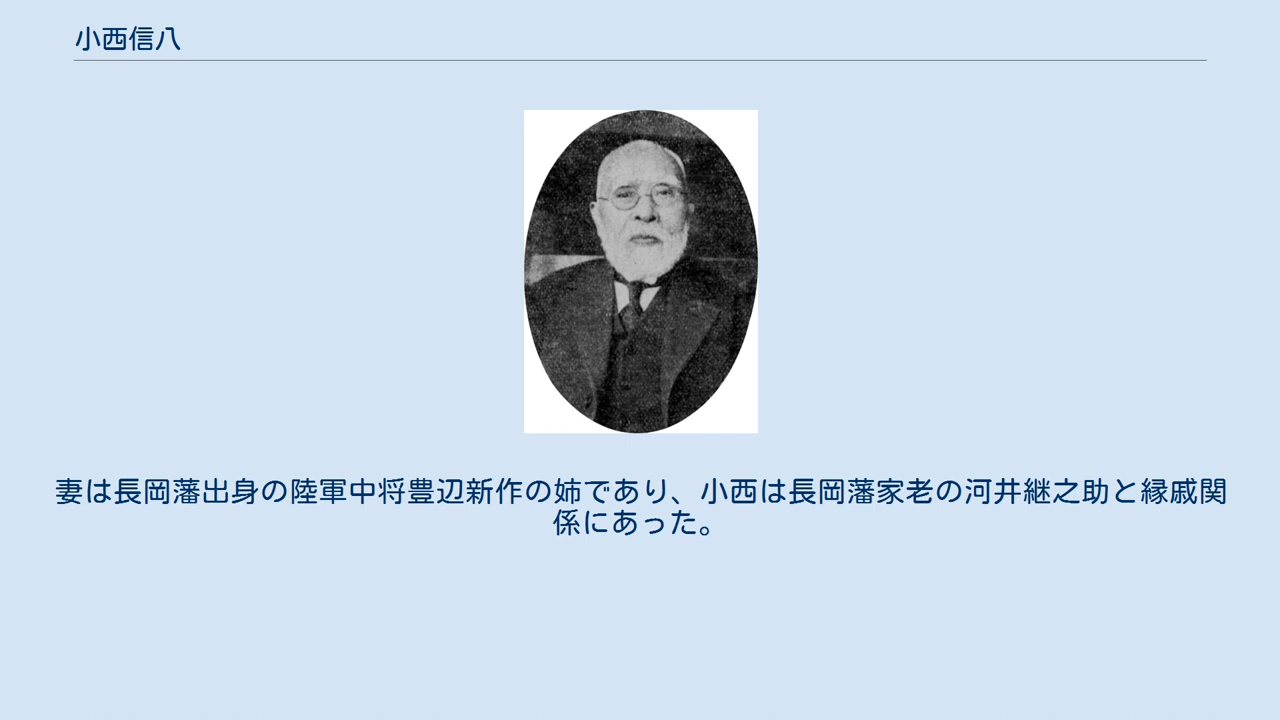 小西信八
妻は長岡藩出身の陸軍中将豊辺新作の姉であり、小西は長岡藩家老の河井継之助と縁戚関
係にあった。